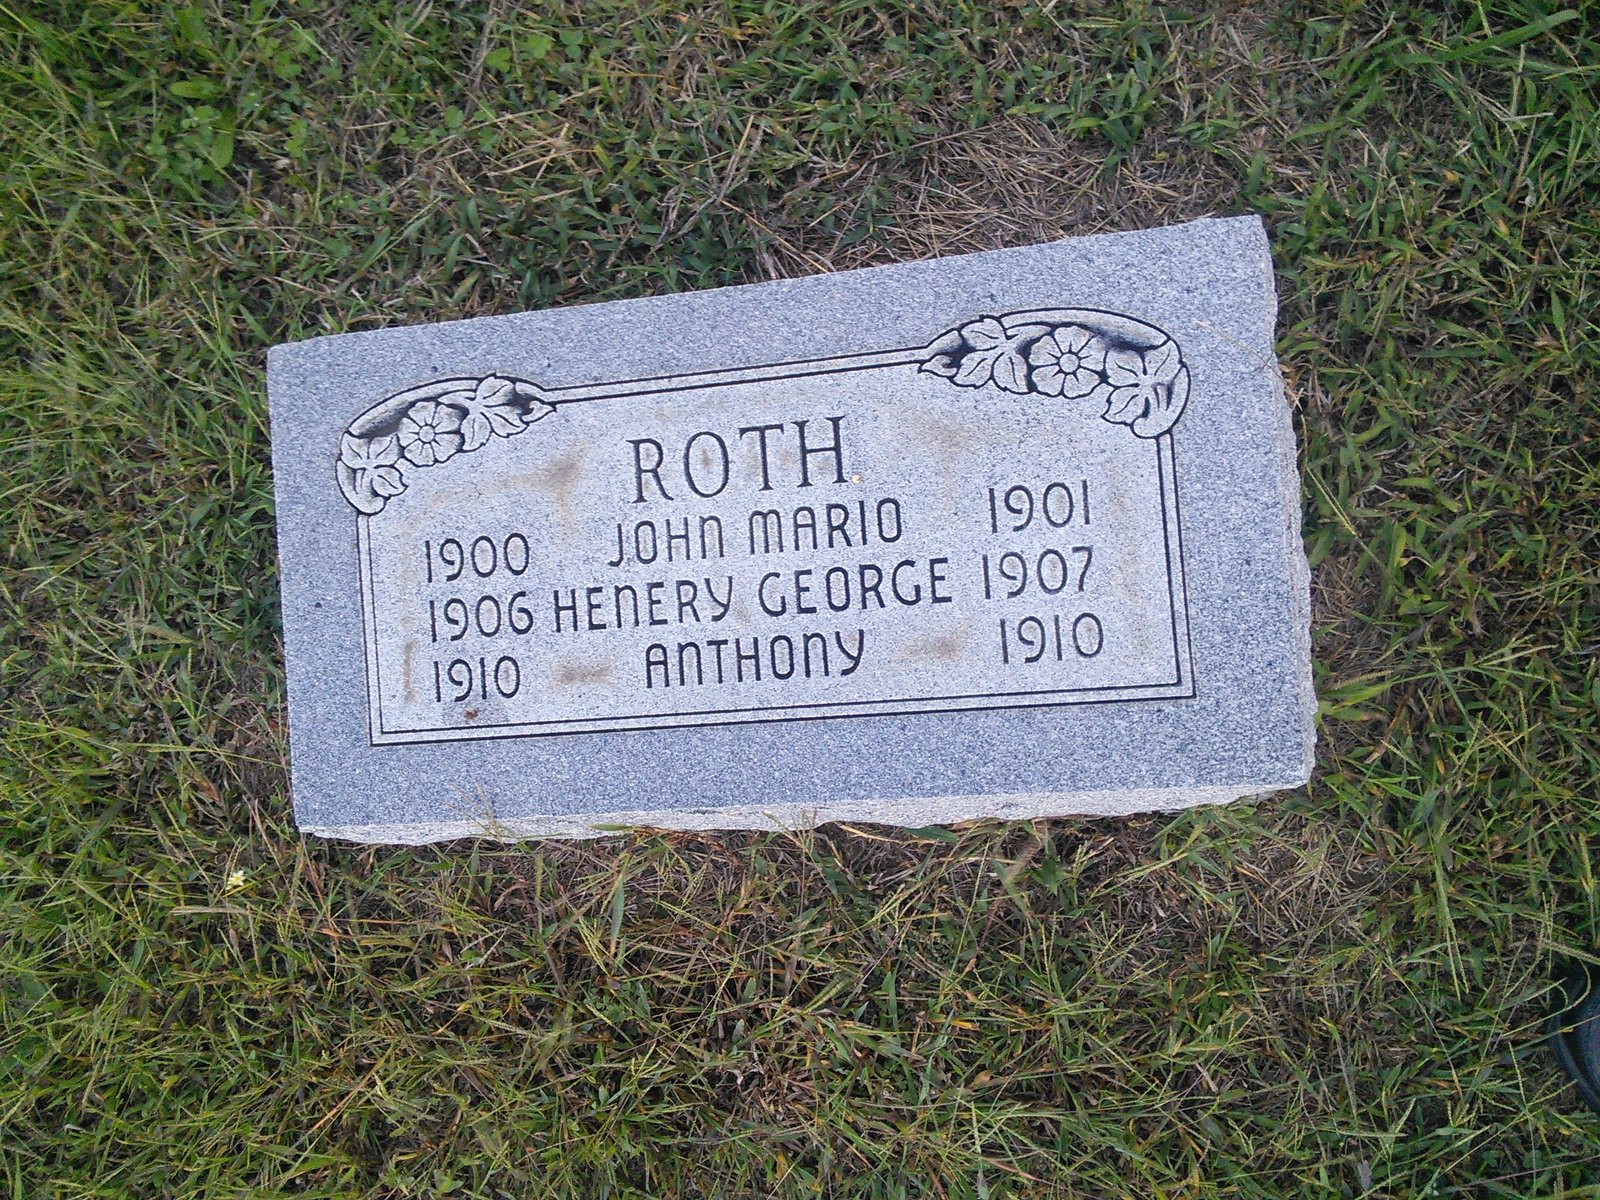 ROTH
1900 JOHN MARIO 1901
1906 HENERY GEORGE 1907
1910 ANTHONY 1910